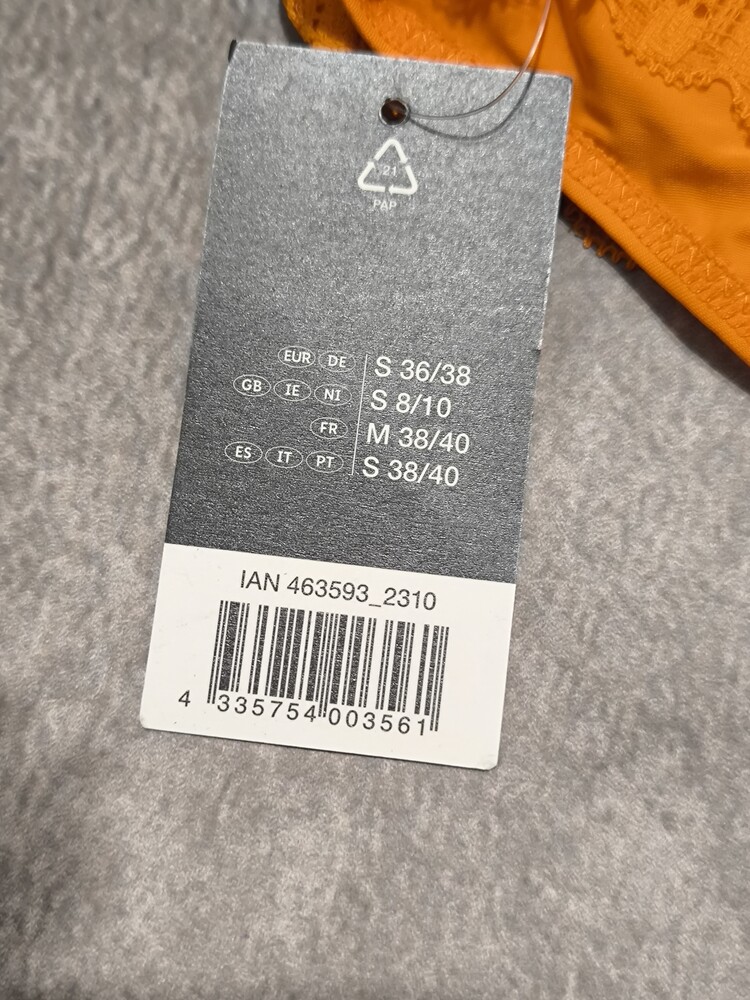 21
PAP
EUR DE S 36/38
GB IE NI S 8/10
FR M 38/40
ES IT PT S 38/40
IAN 463593_2310
4 335754 003561